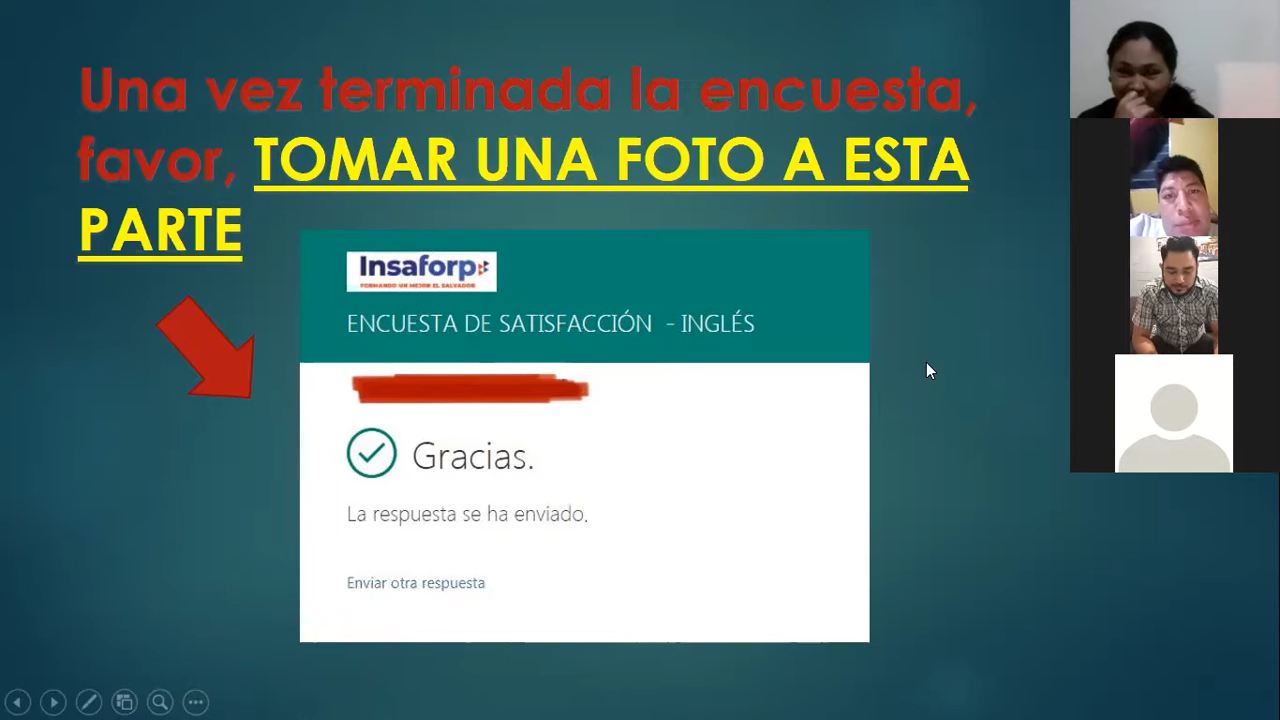 Una vez terminada la encuesta,
favor, TOMAR UNA FOTO A ESTA
PARTE
Insaforp
FORMANDO UN MEJOR EL SALVADOR
ENCUESTA DE SATISFACCIÓN - INGLÉS
Gracias.
La respuesta se ha enviado.
Enviar otra respuesta